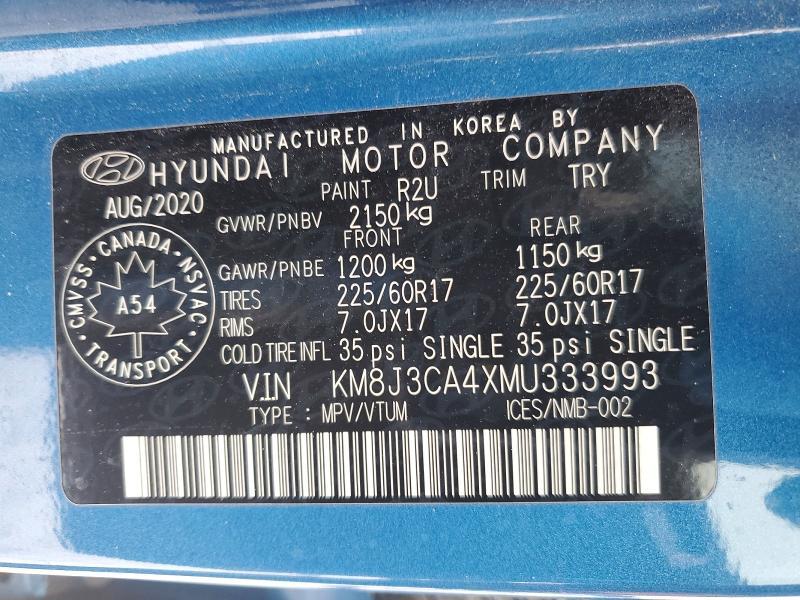 MANUFACTURED IN KOREA BY
HYUNDAI MOTOR COMPANY
AUG/2020 PAINT R2U TRIM TRY
GVWR/PNBV 2150 kg
FRONT REAR
GAWR/PNBE 1200 kg 1150 kg
TIRES 225/60R17 225/60R17
RIMS 7.0JX17 7.0JX17
COLD TIRE INFL 35 psi SINGLE 35 psi SINGLE
V.I.N KM8J3CA4XMU333993
TYPE : MPV/VTUM ICES/NMB-002
CMVSS · CANADA · NSVAC · TRANSPORT ·
A54